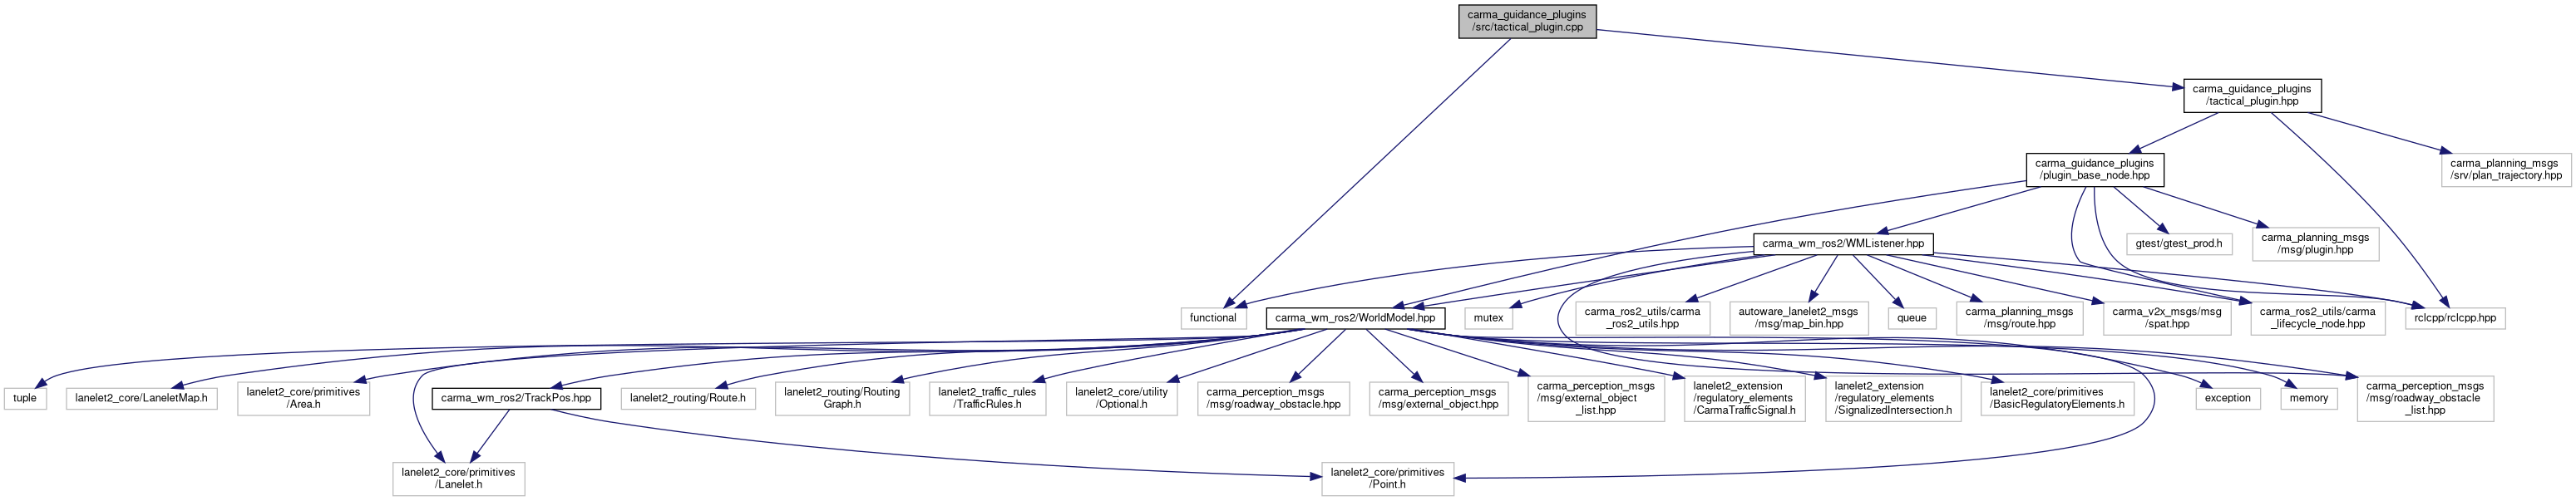 carma_guidance_plugins
/src/tactical_plugin.cpp
carma_guidance_plugins
/tactical_plugin.hpp
carma_guidance_plugins
/plugin_base_node.hpp
carma_planning_msgs
/srv/plan_trajectory.hpp
carma_wm_ros2/WMListener.hpp
gtest/gtest_prod.h
carma_planning_msgs
/msg/plugin.hpp
functional
carma_wm_ros2/WorldModel.hpp
mutex
carma_ros2_utils/carma
_ros2_utils.hpp
autoware_lanelet2_msgs
/msg/map_bin.hpp
queue
carma_planning_msgs
/msg/route.hpp
carma_v2x_msgs/msg
/spat.hpp
carma_ros2_utils/carma
_lifecycle_node.hpp
rclcpp/rclcpp.hpp
tuple
lanelet2_core/LaneletMap.h
lanelet2_core/primitives
/Area.h
carma_wm_ros2/TrackPos.hpp
lanelet2_routing/Route.h
lanelet2_routing/Routing
Graph.h
lanelet2_traffic_rules
/TrafficRules.h
lanelet2_core/utility
/Optional.h
carma_perception_msgs
/msg/roadway_obstacle.hpp
carma_perception_msgs
/msg/external_object.hpp
carma_perception_msgs
/msg/external_object
_list.hpp
lanelet2_extension
/regulatory_elements
/CarmaTrafficSignal.h
lanelet2_extension
/regulatory_elements
/SignalizedIntersection.h
lanelet2_core/primitives
/BasicRegulatoryElements.h
exception
memory
carma_perception_msgs
/msg/roadway_obstacle
_list.hpp
lanelet2_core/primitives
/Lanelet.h
lanelet2_core/primitives
/Point.h